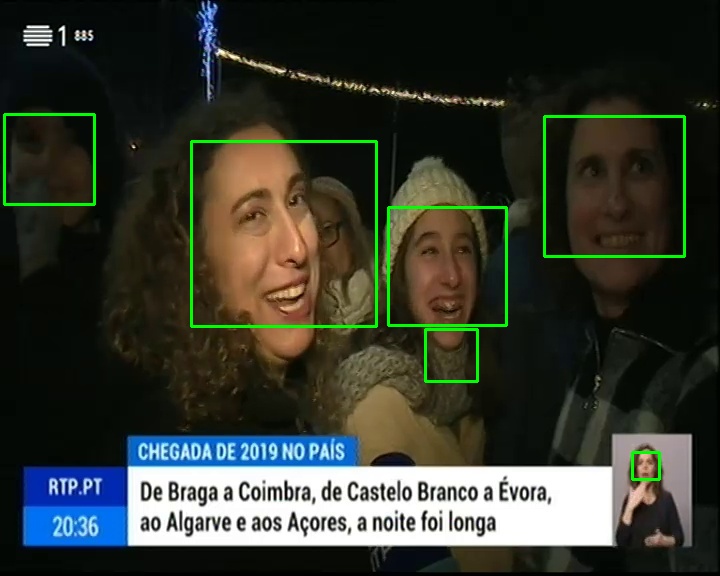 1 885
CHEGADA DE 2019 NO PAÍS
RTP.PT
De Braga a Coimbra, de Castelo Branco a Évora,
20:36
ao Algarve e aos Açores, a noite foi longa